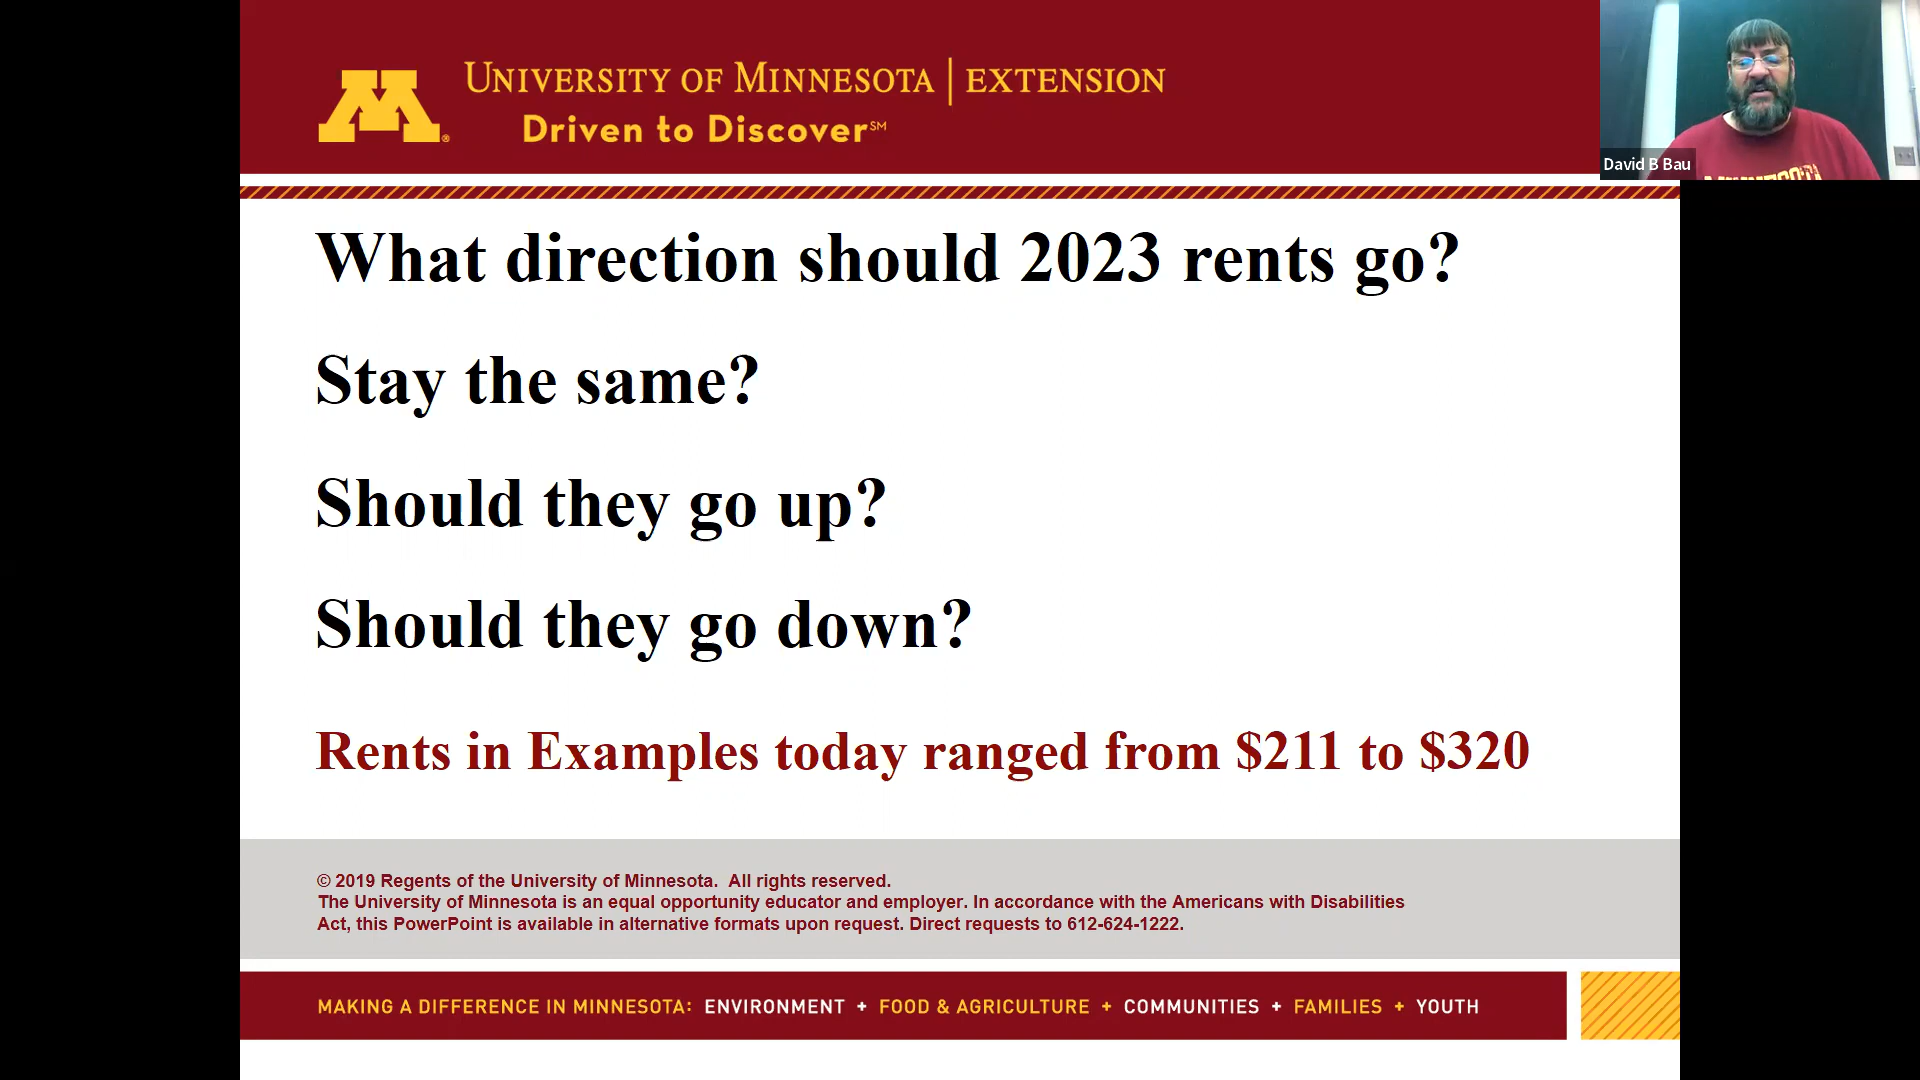 UNIVERSITY OF MINNESOTA | EXTENSION
Driven to Discover℠
David B Bau
What direction should 2023 rents go?
Stay the same?
Should they go up?
Should they go down?
Rents in Examples today ranged from $211 to $320
© 2019 Regents of the University of Minnesota.  All rights reserved.
The University of Minnesota is an equal opportunity educator and employer. In accordance with the Americans with Disabilities
Act, this PowerPoint is available in alternative formats upon request. Direct requests to 612-624-1222.
MAKING A DIFFERENCE IN MINNESOTA: ENVIRONMENT + FOOD & AGRICULTURE + COMMUNITIES + FAMILIES + YOUTH